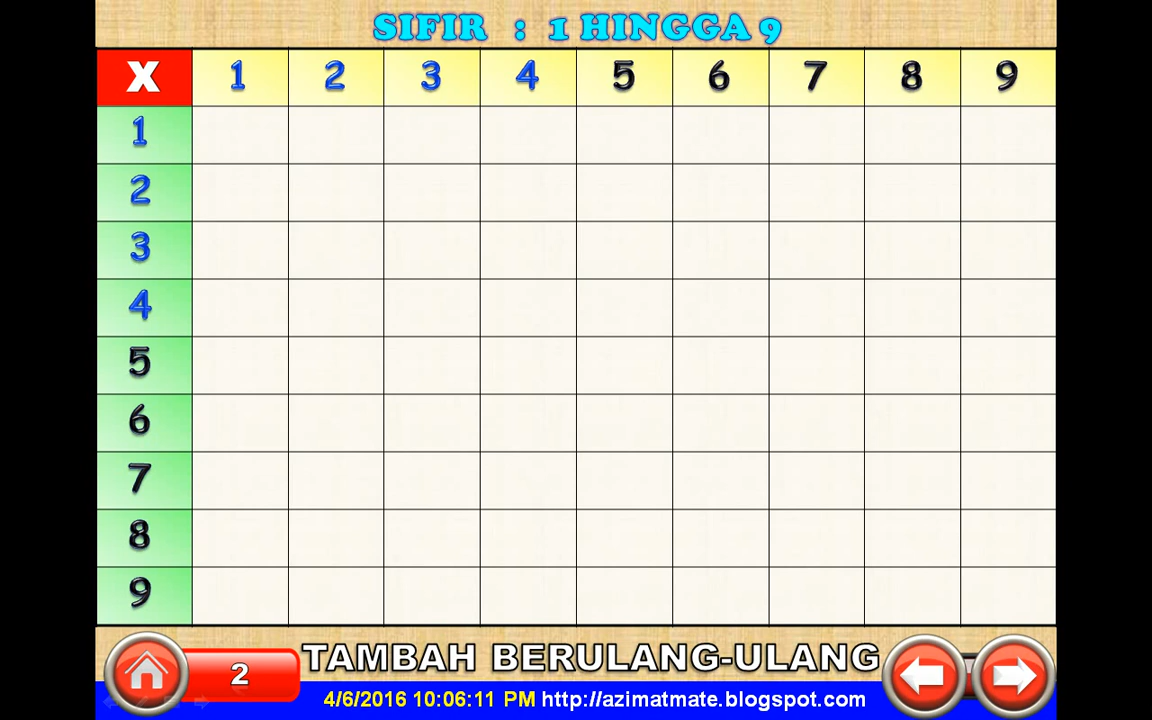 SIFIR : 1 HINGGA 9
X 1 2 3 4 5 6 7 8 9
1
2
3
4
5
6
7
8
9
TAMBAH BERULANG-ULANG
2
4/6/2016 10:06:11 PM http://azimatmate.blogspot.com